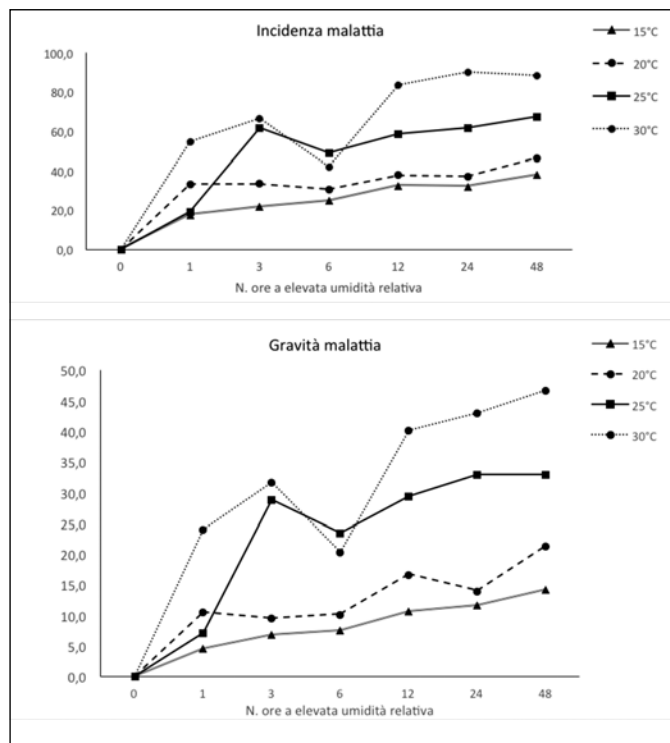 Incidenza malattia
100,0
80,0
60,0
40,0
20,0
0,0
0 1 3 6 12 24 48
N. ore a elevata umidità relativa
15°C
20°C
25°C
30°C
Gravità malattia
50,0
45,0
40,0
35,0
30,0
25,0
20,0
15,0
10,0
5,0
0,0
0 1 3 6 12 24 48
N. ore a elevata umidità relativa
15°C
20°C
25°C
30°C